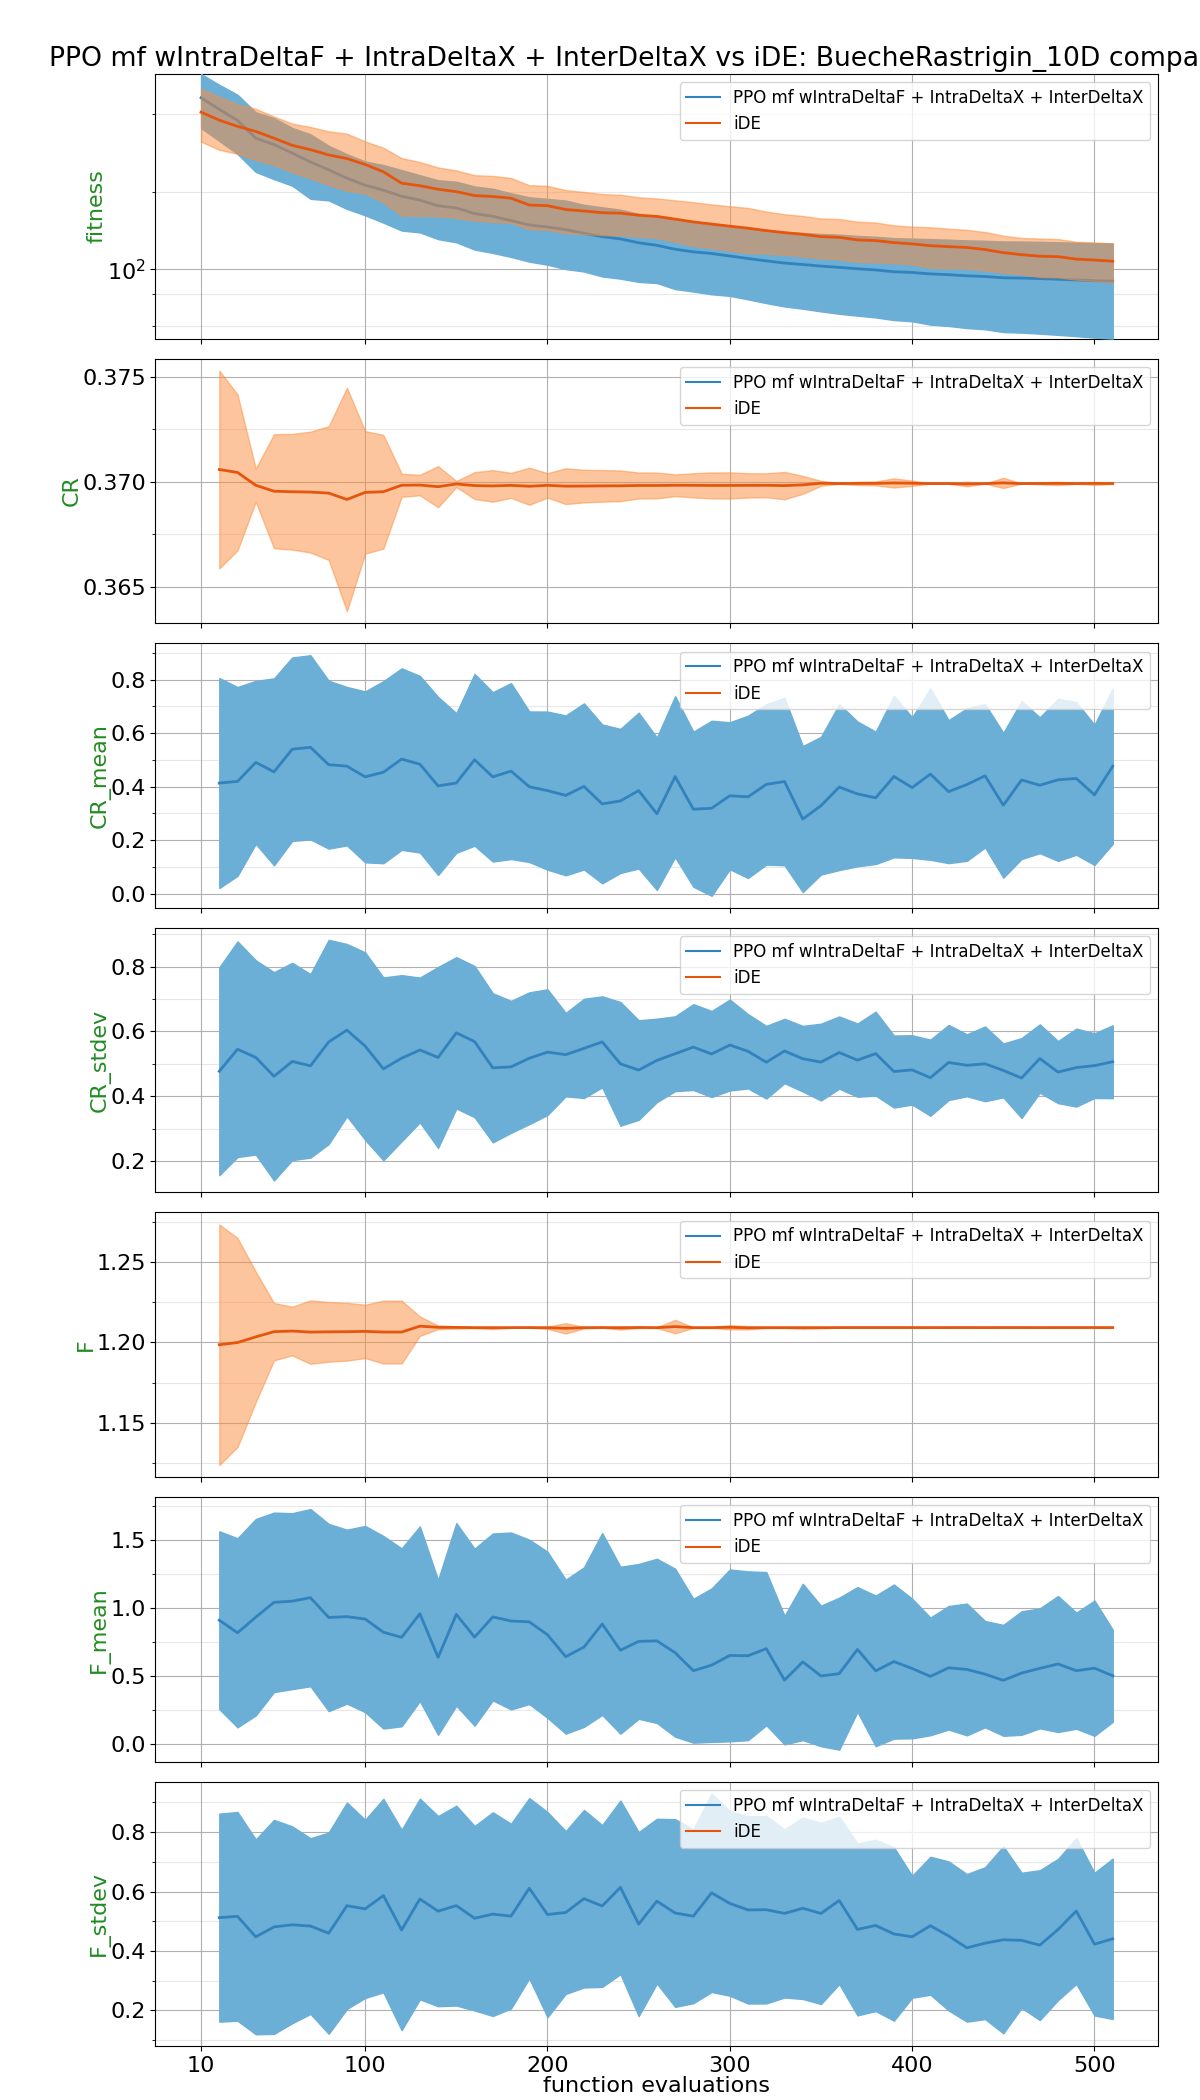 PPO mf wIntraDeltaF + IntraDeltaX + InterDeltaX vs iDE: BuecheRastrigin_10D compa
PPO mf wIntraDeltaF + IntraDeltaX + InterDeltaX
iDE
fitness
10²
PPO mf wIntraDeltaF + IntraDeltaX + InterDeltaX
iDE
CR
0.375
0.370
0.365
PPO mf wIntraDeltaF + IntraDeltaX + InterDeltaX
iDE
CR_mean
0.8
0.6
0.4
0.2
0.0
PPO mf wIntraDeltaF + IntraDeltaX + InterDeltaX
iDE
CR_stdev
0.8
0.6
0.4
0.2
PPO mf wIntraDeltaF + IntraDeltaX + InterDeltaX
iDE
F
1.25
1.20
1.15
PPO mf wIntraDeltaF + IntraDeltaX + InterDeltaX
iDE
F_mean
1.5
1.0
0.5
0.0
PPO mf wIntraDeltaF + IntraDeltaX + InterDeltaX
iDE
F_stdev
0.8
0.6
0.4
0.2
10 100 200 300 400 500
function evaluations